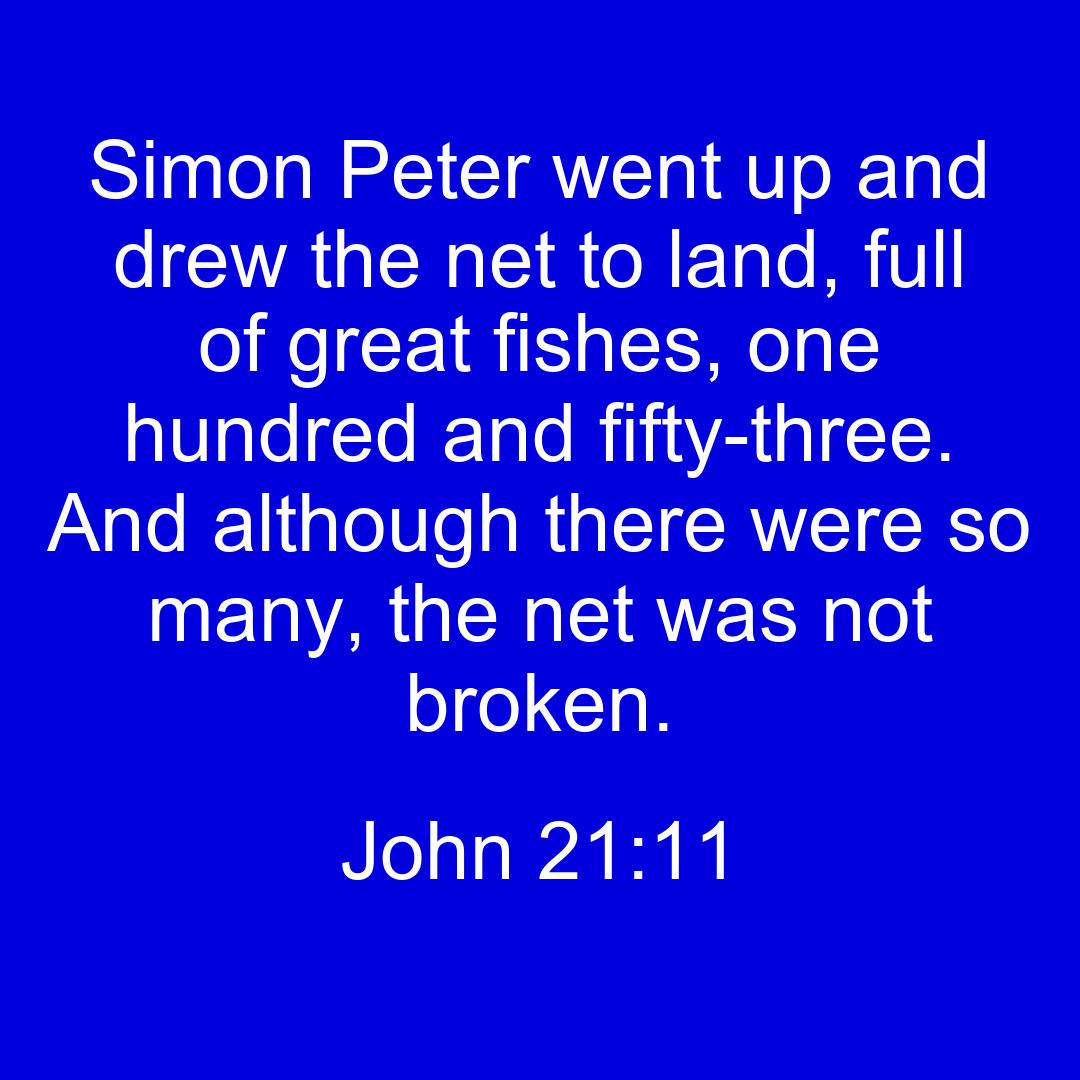 Simon Peter went up and
drew the net to land, full
of great fishes, one
hundred and fifty-three.
And although there were so
many, the net was not
broken.
John 21:11